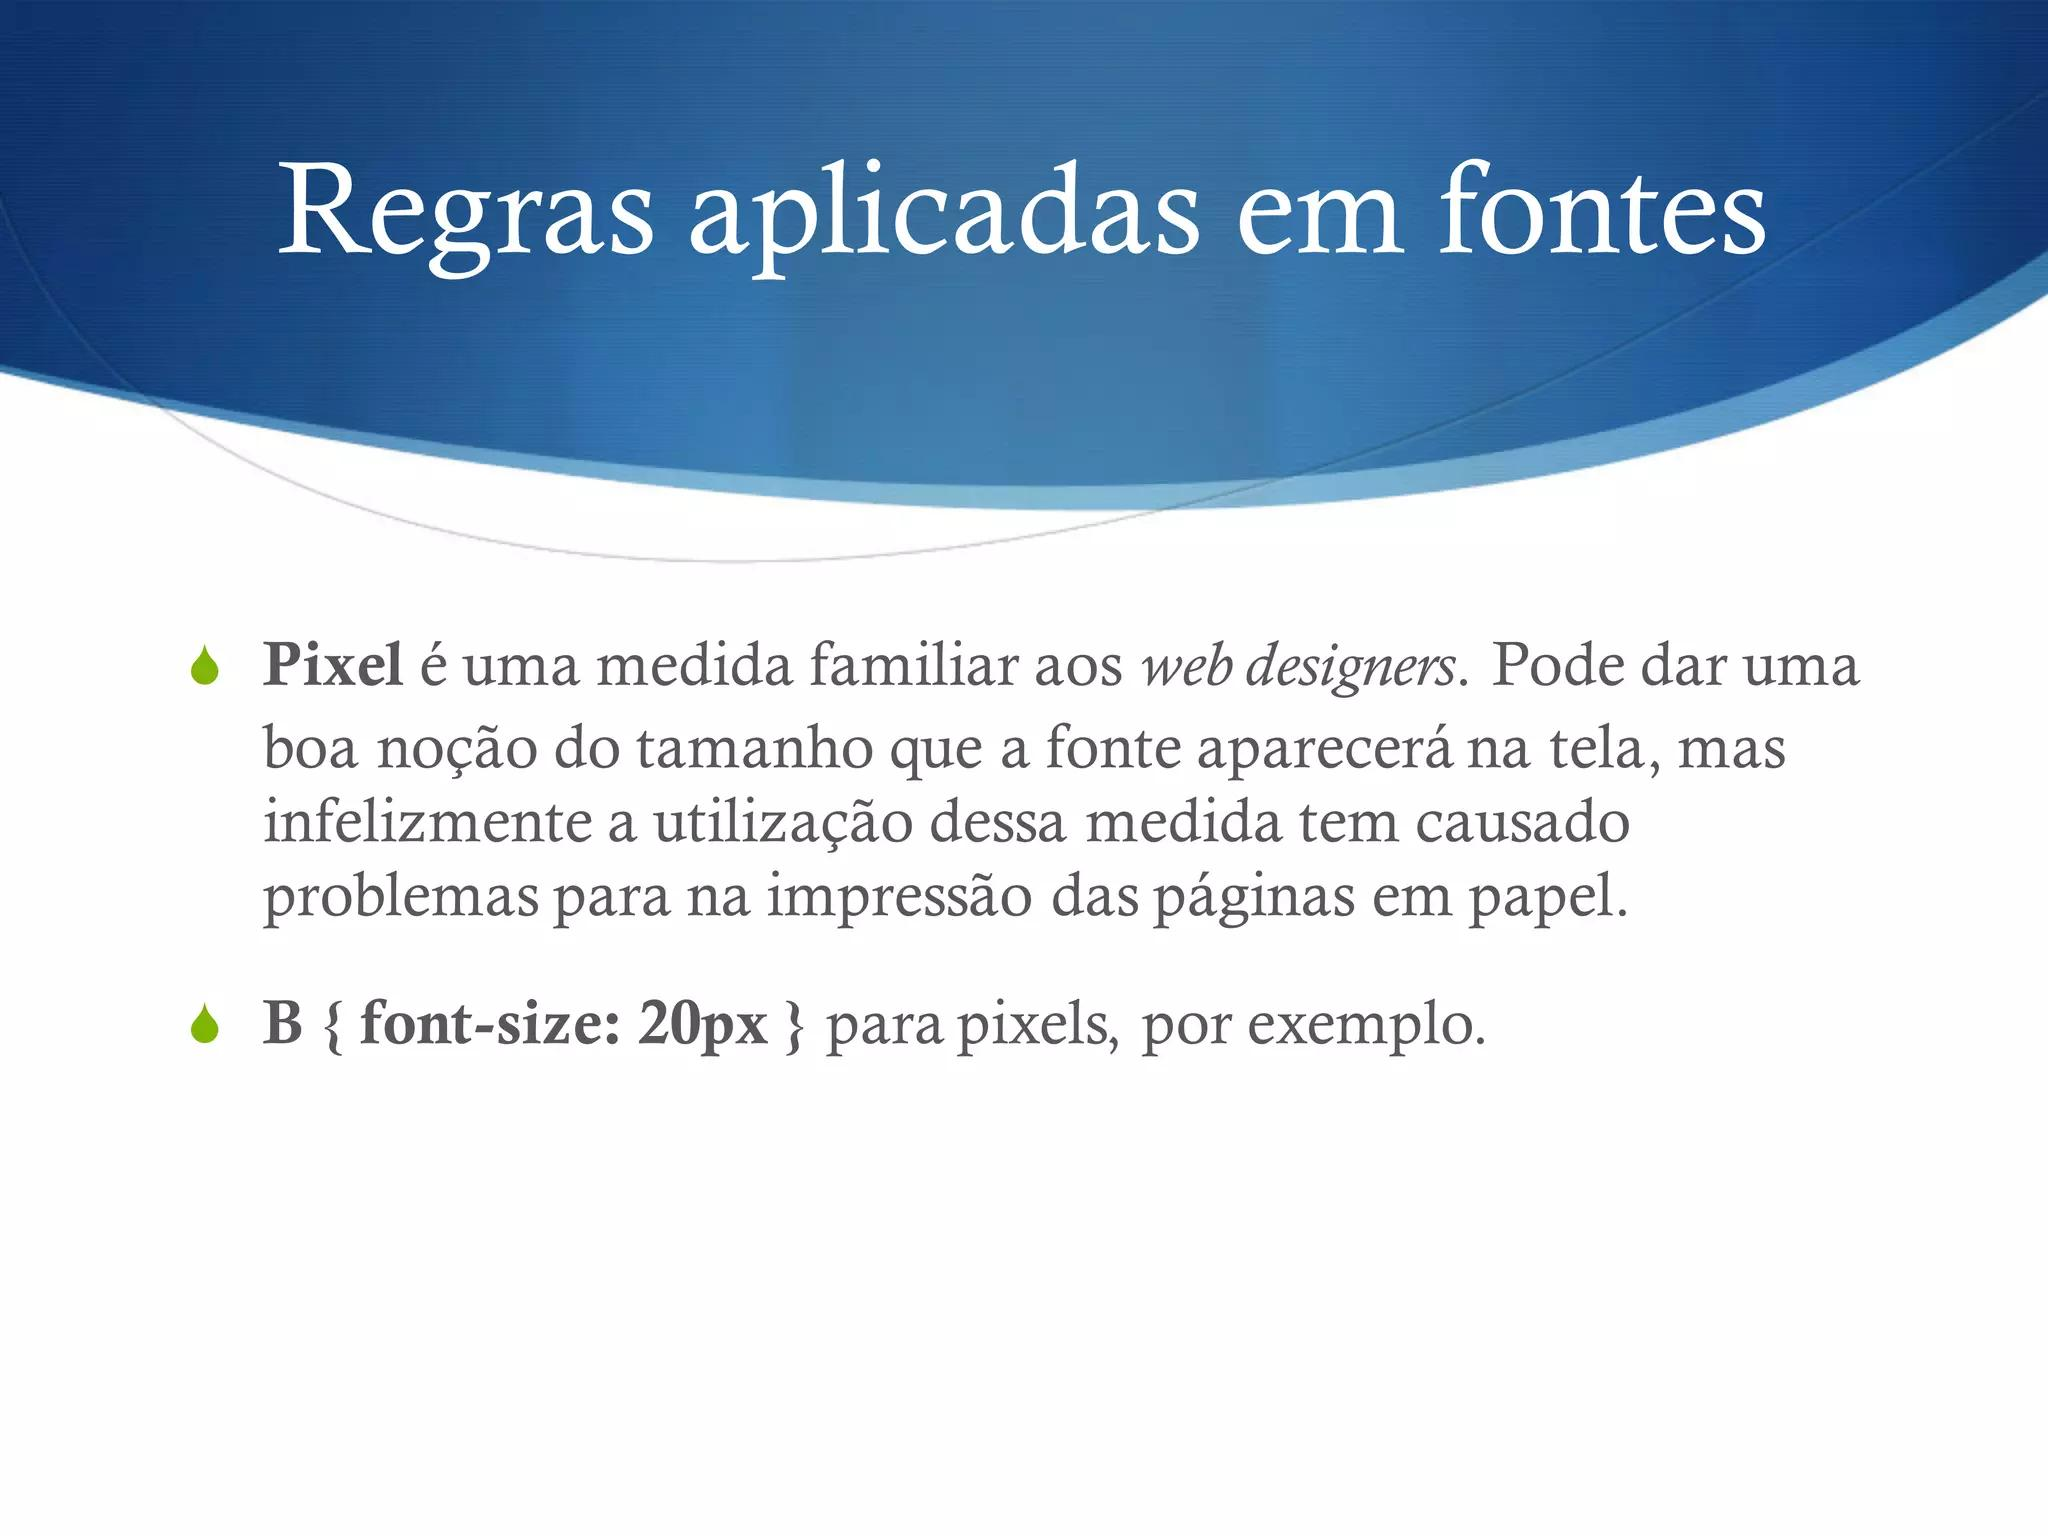 Regras aplicadas em fontes
Pixel é uma medida familiar aos web designers. Pode dar uma
boa noção do tamanho que a fonte aparecerá na tela, mas
infelizmente a utilização dessa medida tem causado
problemas para na impressão das páginas em papel.
B { font-size: 20px } para pixels, por exemplo.